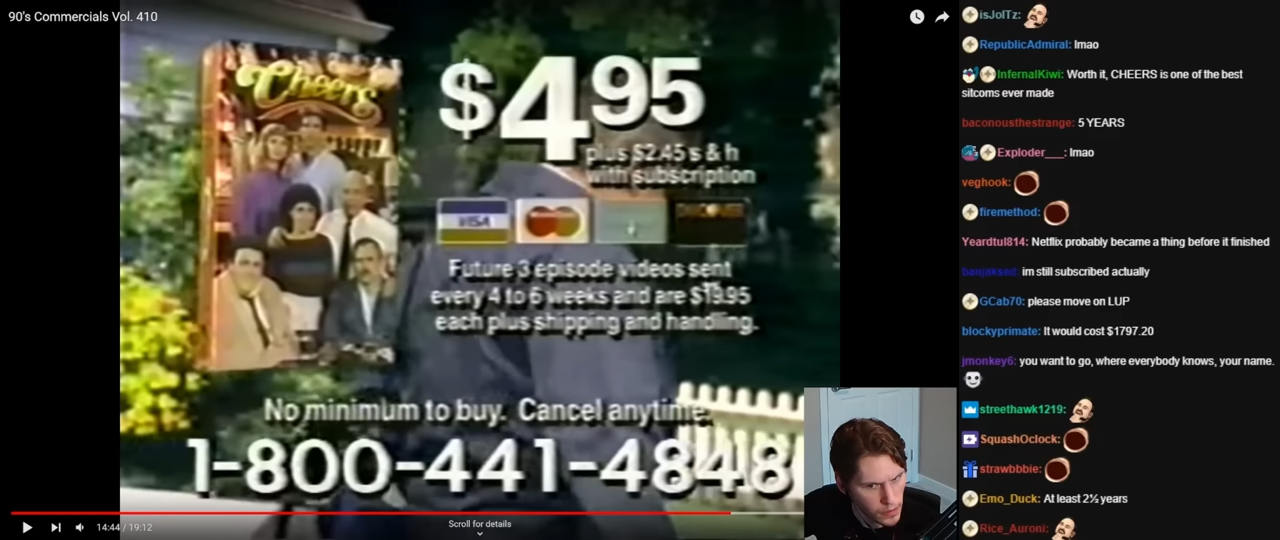 90's Commercials Vol. 410
Cheers
$4.95
plus $2.45 s & h
with subscription
VISA
Future 3 episode videos sent
every 4 to 6 weeks and are $19.95
each plus shipping and handling.
No minimum to buy. Cancel anytime.
1-800-441-4848
14:44 / 19:12
Scroll for details
isJolTz:
RepublicAdmiral: lmao
InfernalKiwi: Worth it, CHEERS is one of the best
sitcoms ever made
baconousthestrange: 5 YEARS
Exploder___: lmao
veghook:
firemethod:
Yeardtul814: Netflix probably became a thing before it finished
banjaksed: im still subscribed actually
GCab70: please move on LUP
blockyprimate: It would cost $1797.20
jmonkey6: you want to go, where everybody knows, your name.
streethawk1219:
SquashOclock:
strawbbbie:
Emo_Duck: At least 2½ years
Rice_Auroni: